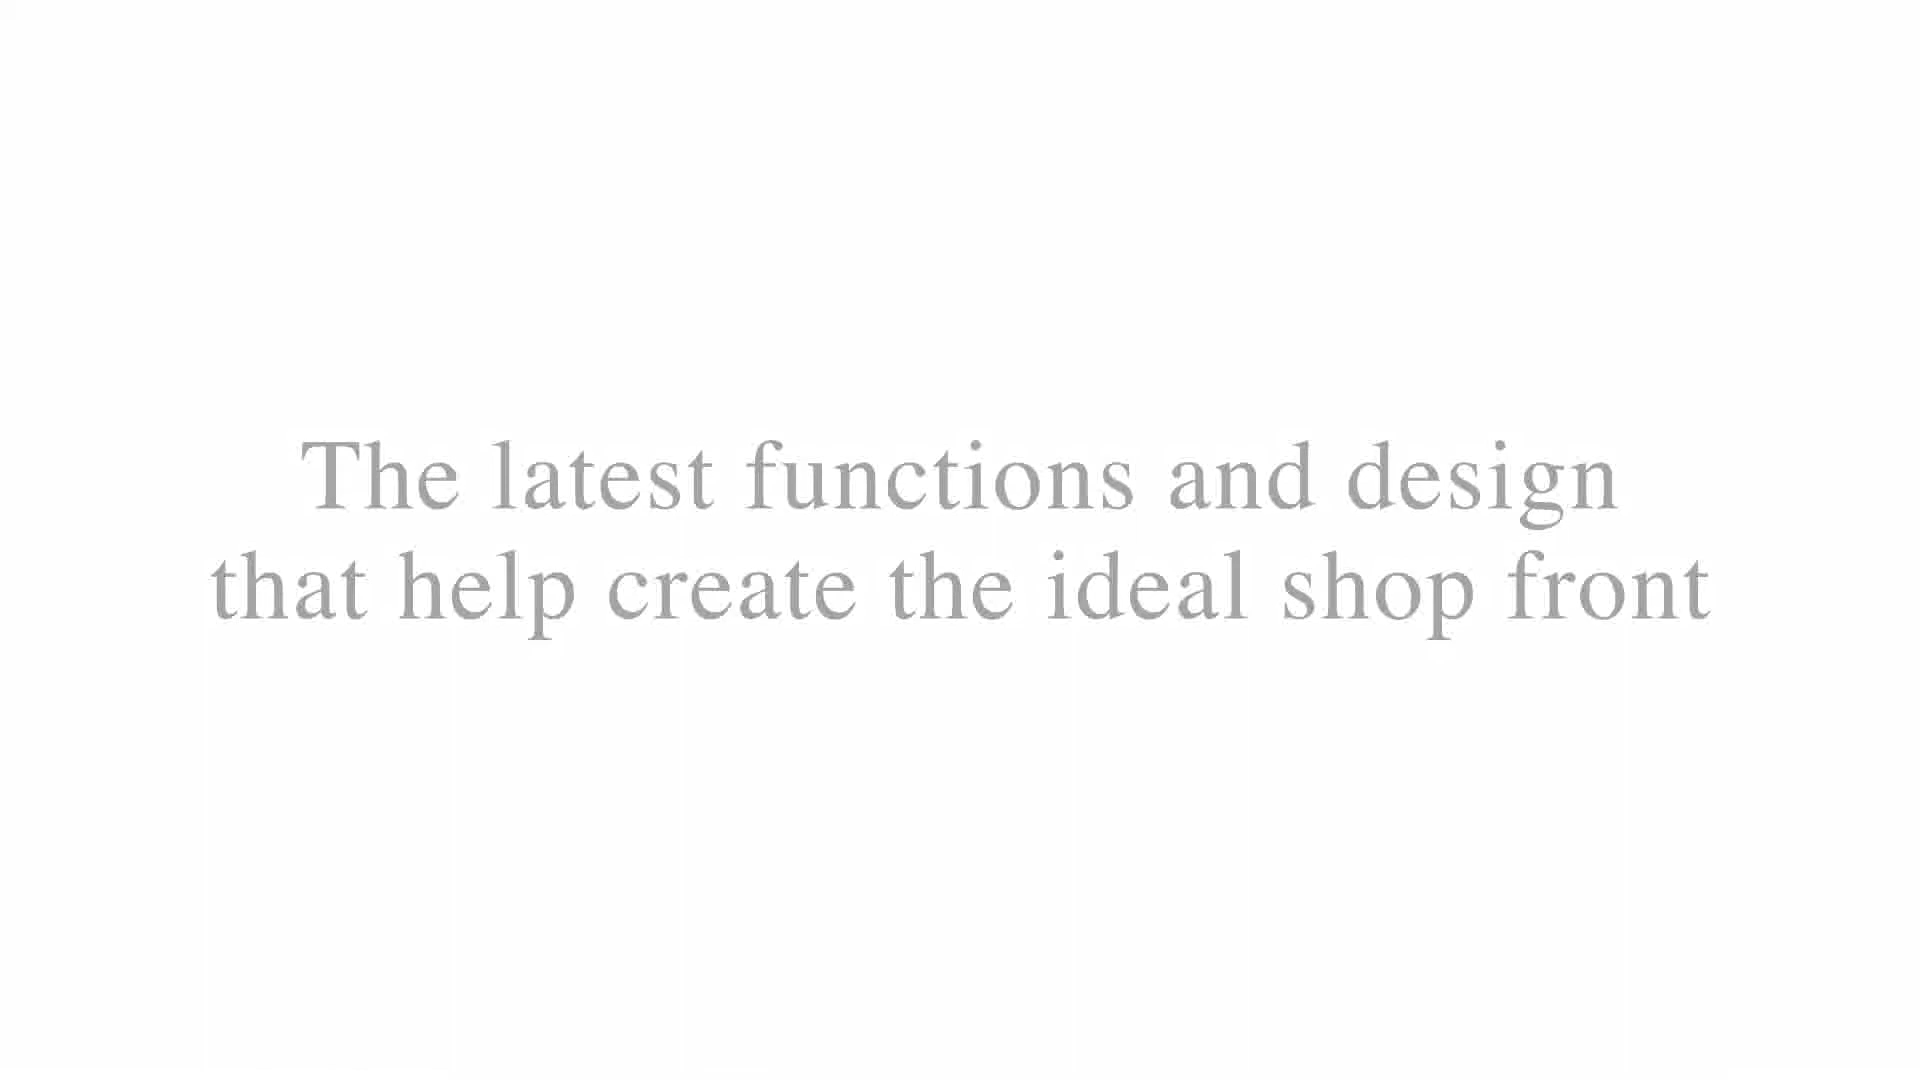 The latest functions and design
that help create the ideal shop front